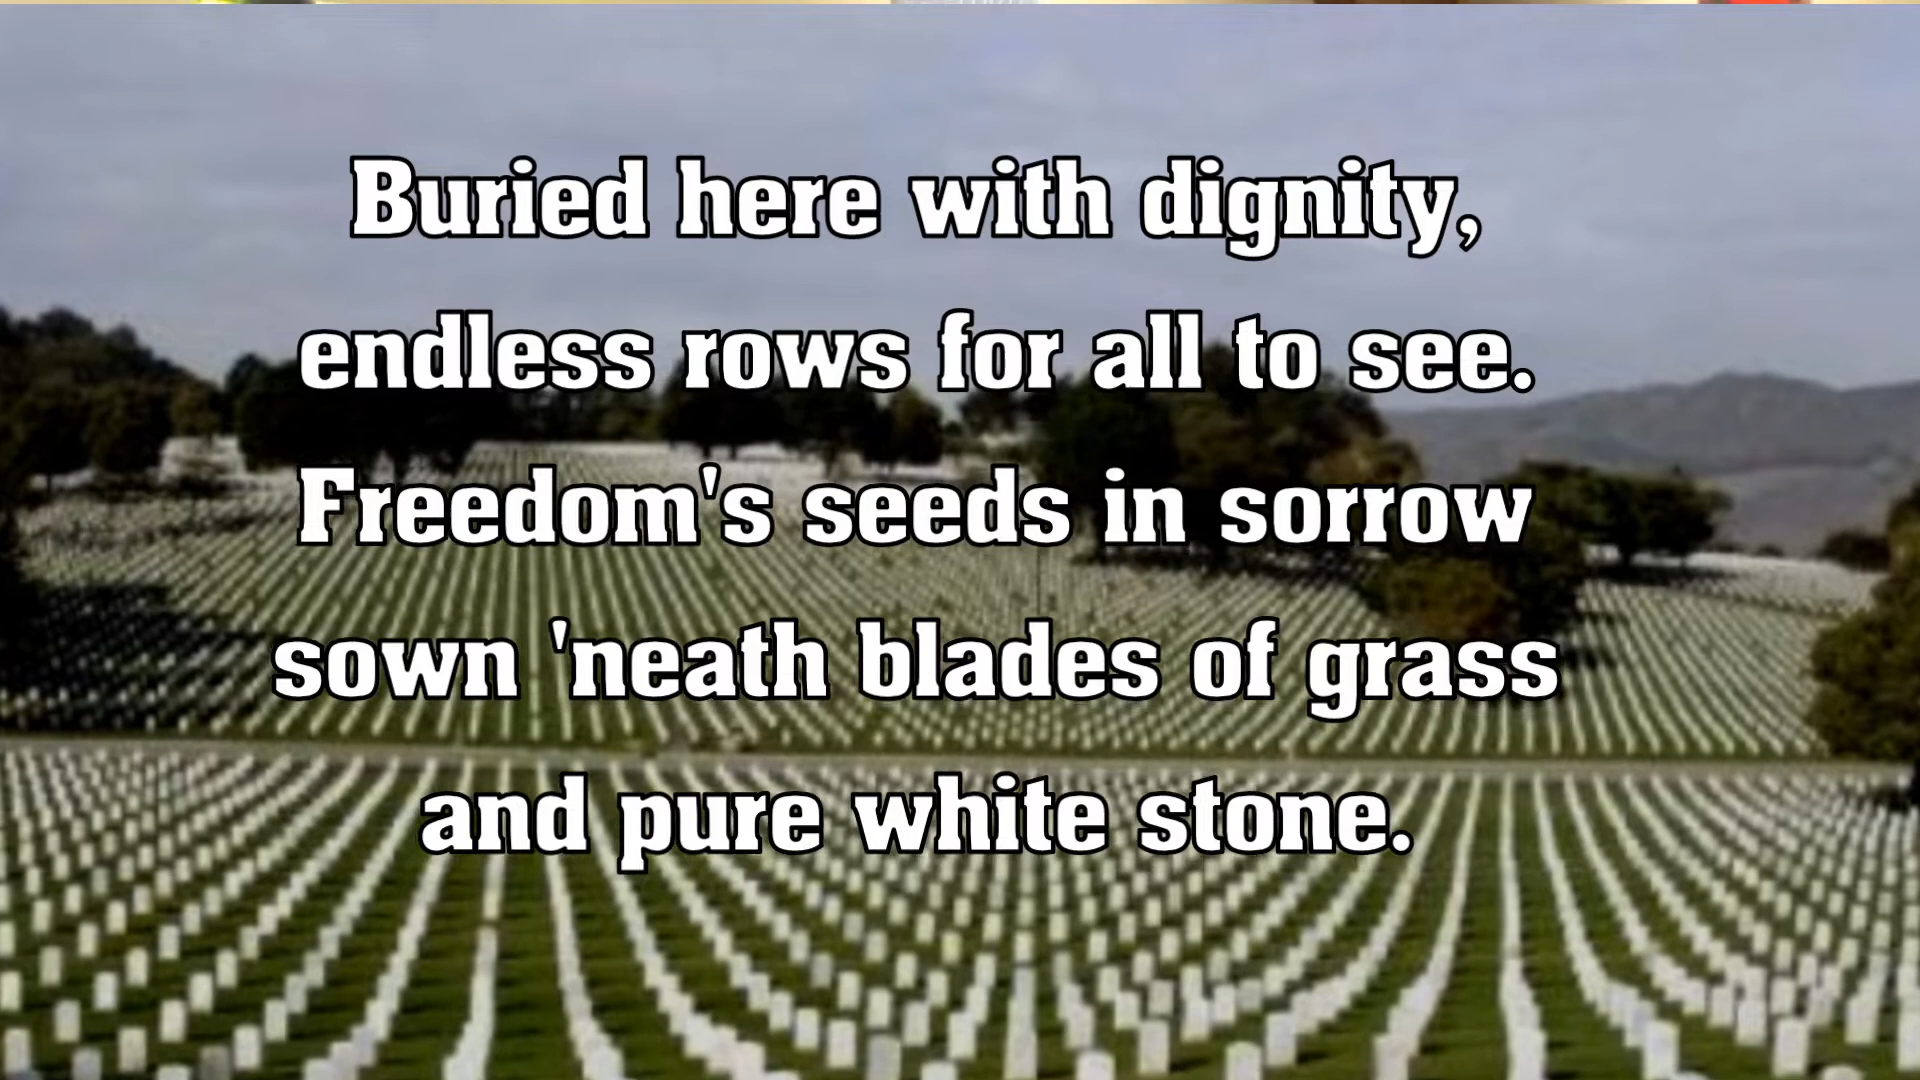 Buried here with dignity,
endless rows for all to see.
Freedom's seeds in sorrow
sown 'neath blades of grass
and pure white stone.